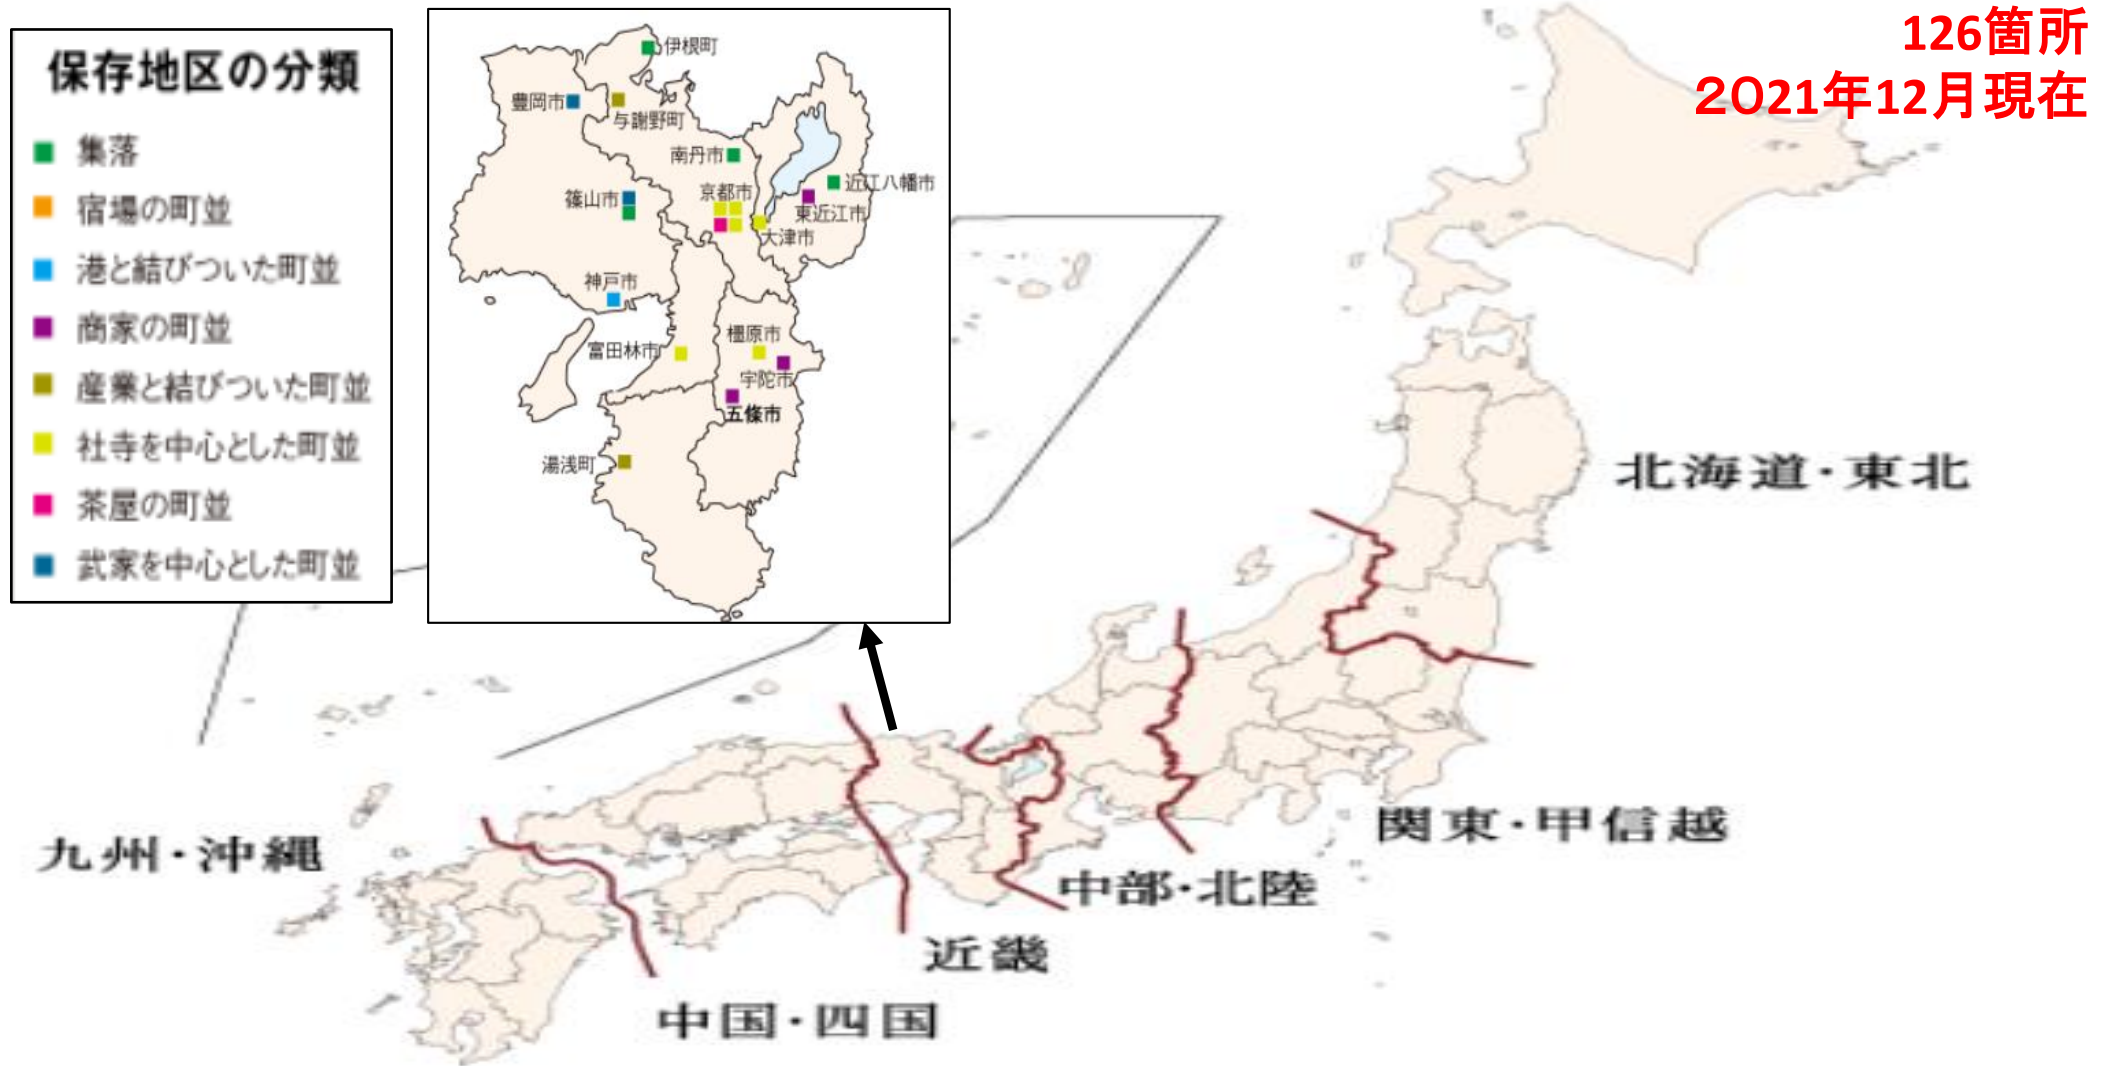 126箇所
２０21年12月現在
保存地区の分類
集落
宿場の町並
港と結びついた町並
商家の町並
産業と結びついた町並
社寺を中心とした町並
茶屋の町並
武家を中心とした町並
伊根町
豊岡市
与謝野町
南丹市
近江八幡市
篠山市
京都市
東近江市
大津市
神戸市
橿原市
富田林市
宇陀市
五條市
湯浅町
北海道・東北
関東・甲信越
九州・沖縄
中部・北陸
近畿
中国・四国